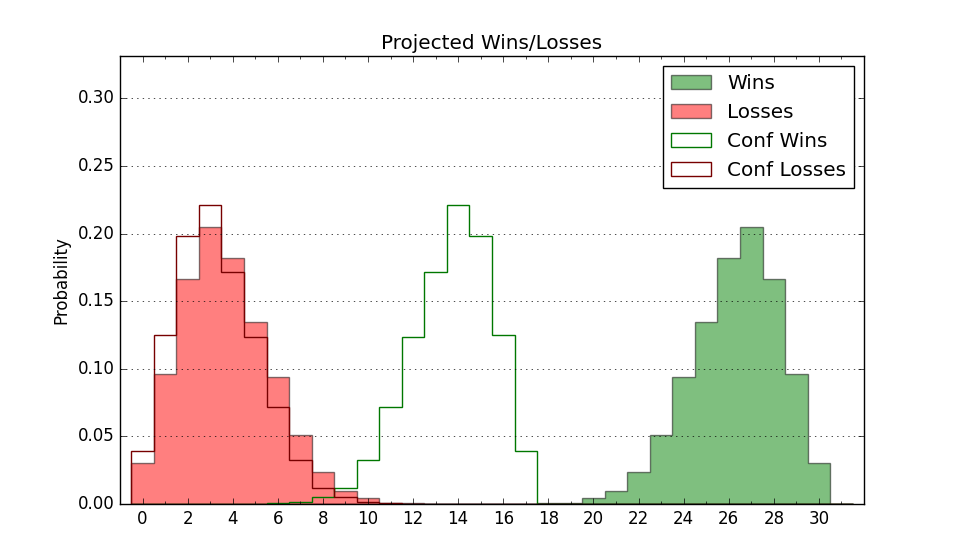 Projected Wins/Losses
Wins
Losses
Conf Wins
Conf Losses
Probability
0.30
0.25
0.20
0.15
0.10
0.05
0.00
0 2 4 6 8 10 12 14 16 18 20 22 24 26 28 30